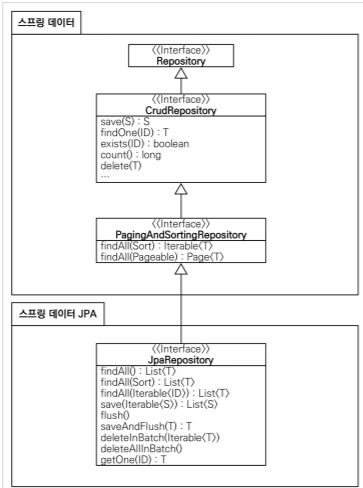 스프링 데이터
《Interface》
Repository
《Interface》
CrudRepository
save(S) : S
findOne(ID) : T
exists(ID) : boolean
count() : long
delete(T)
...
《Interface》
PagingAndSortingRepository
findAll(Sort) : Iterable〈T〉
findAll(Pageable) : Page〈T〉
스프링 데이터 JPA
《Interface》
JpaRepository
findAll() : List〈T〉
findAll(Sort) : List〈T〉
findAll(Iterable〈ID〉) : List〈T〉
save(Iterable〈S〉) : List〈S〉
flush()
saveAndFlush(T) : T
deleteInBatch(Iterable〈T〉)
deleteAllInBatch()
getOne(ID) : T